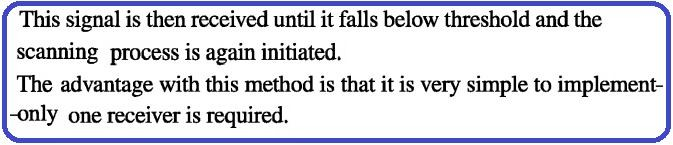 This signal is then received until it falls below threshold and the
scanning process is again initiated.
The advantage with this method is that it is very simple to implement-
-only one receiver is required.